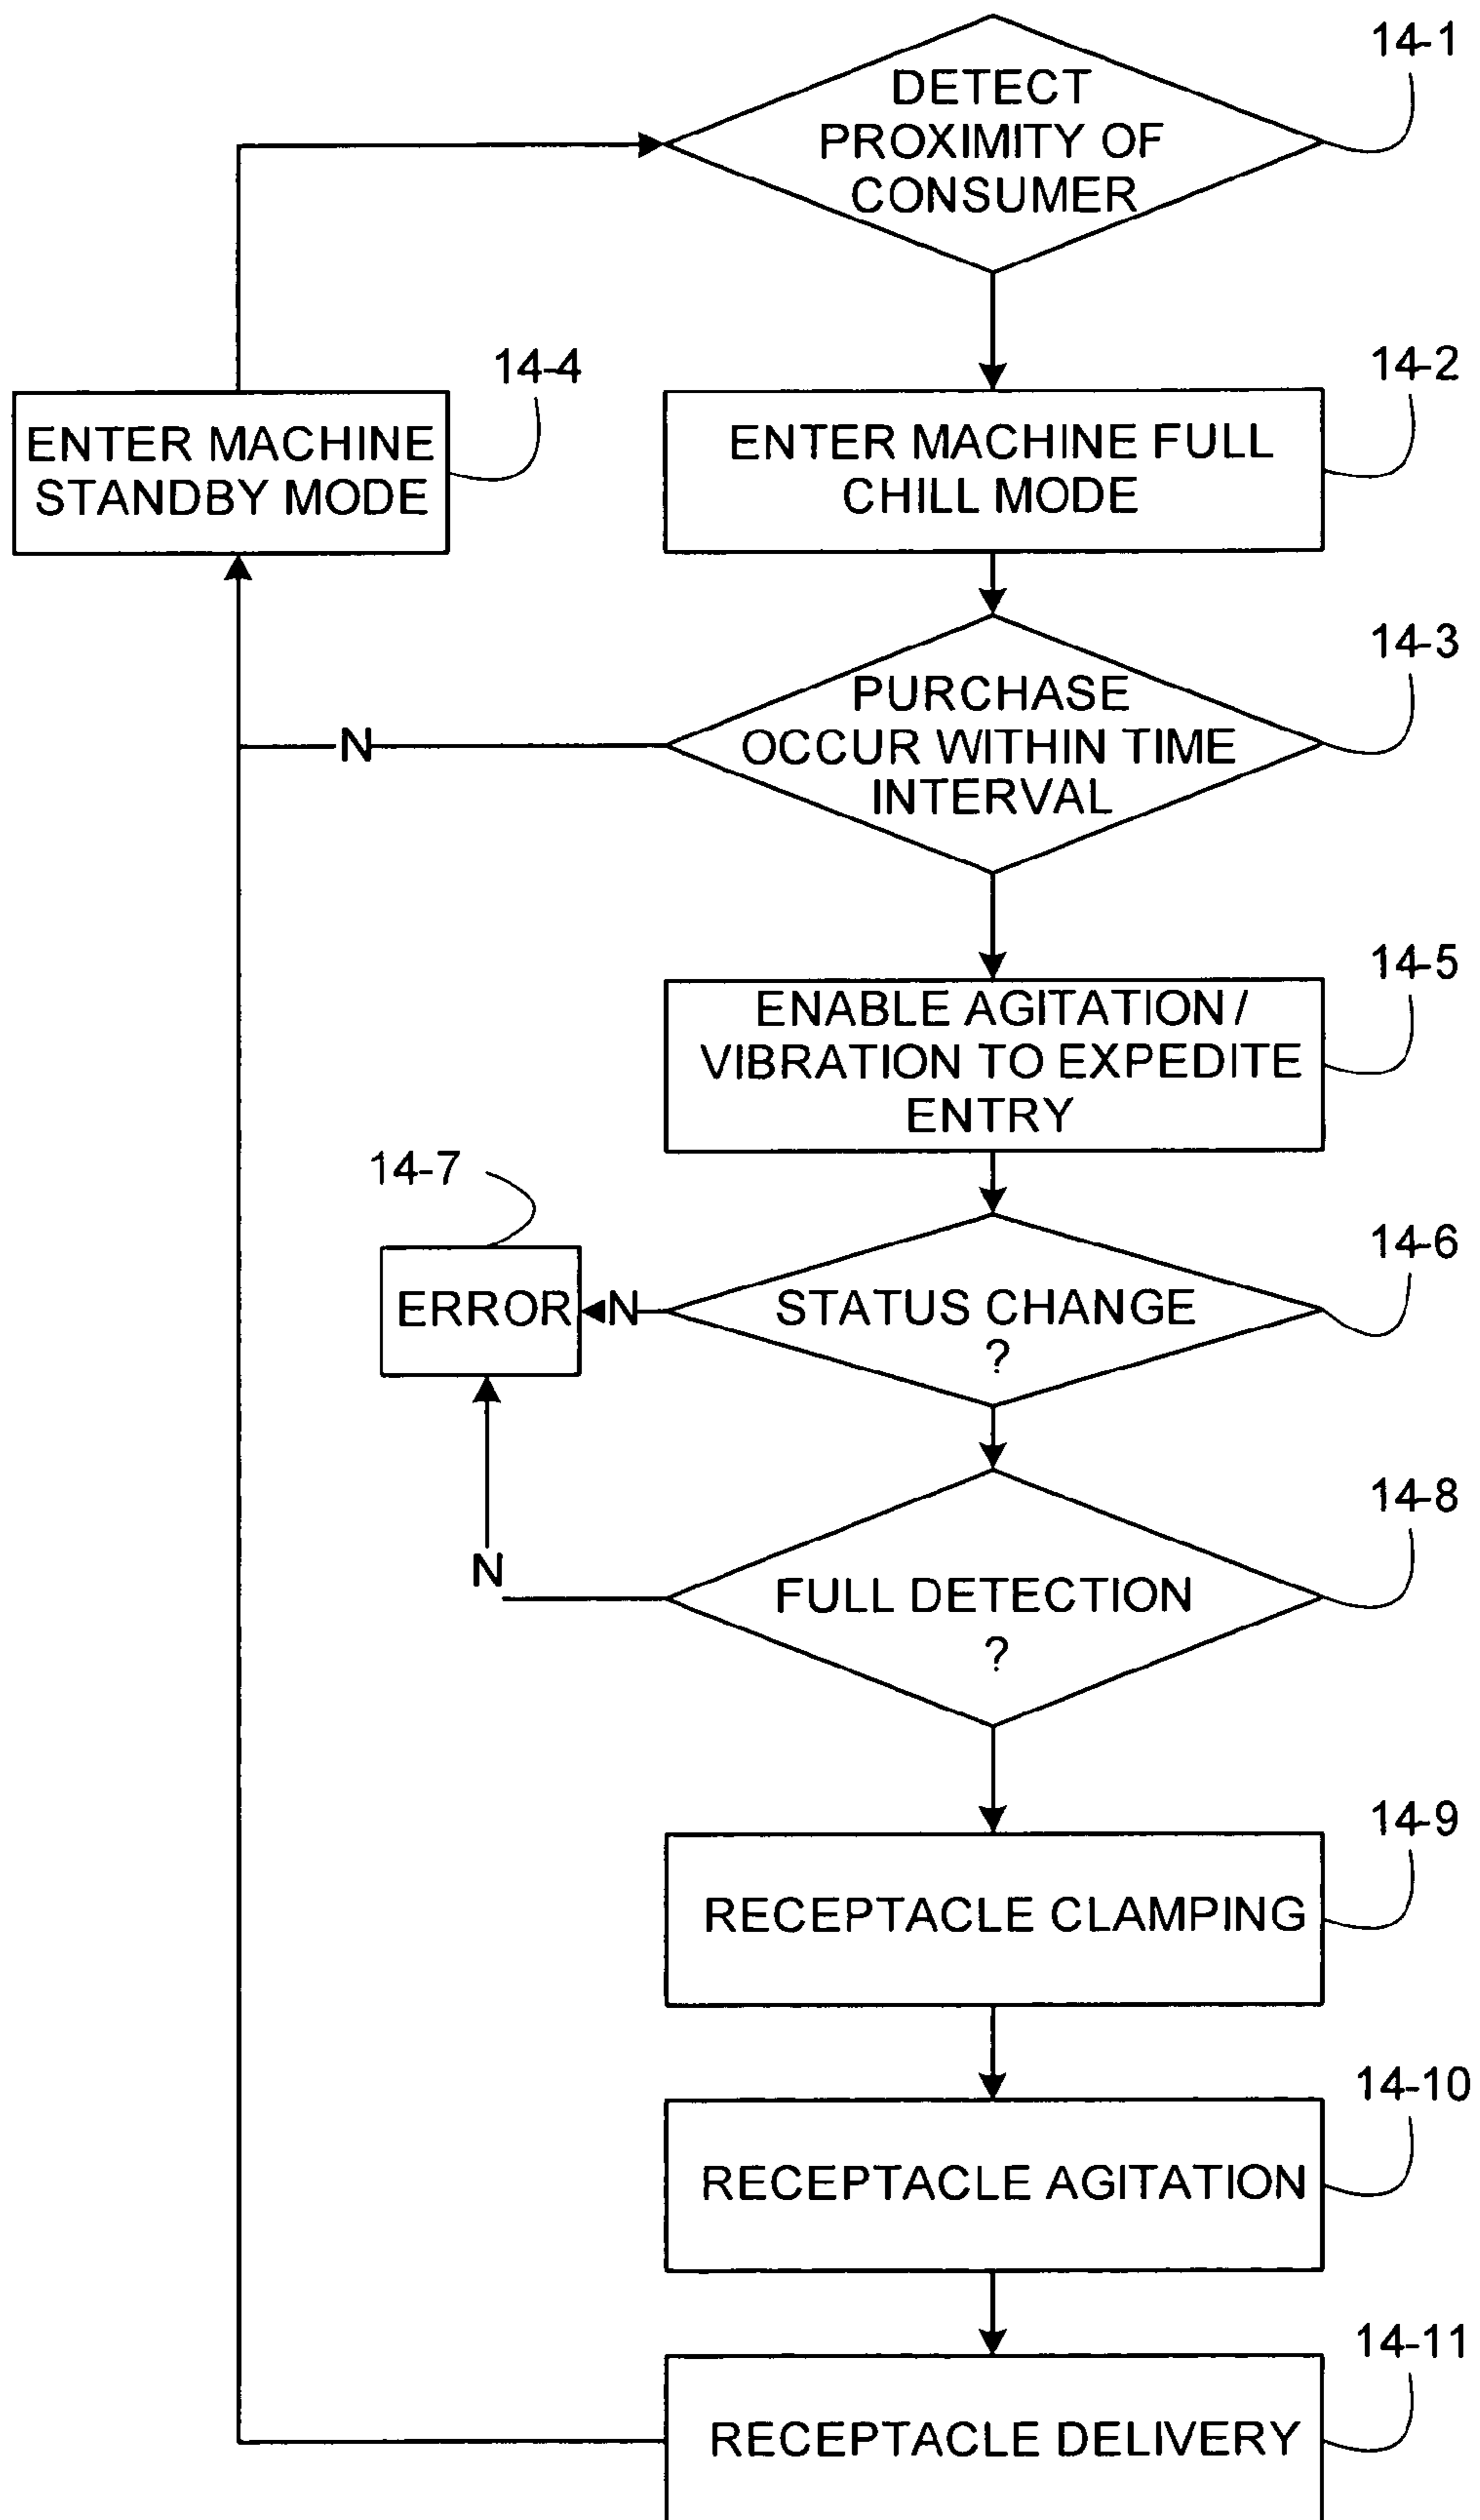 14-1
DETECT
PROXIMITY OF
CONSUMER
14-4
14-2
ENTER MACHINE
STANDBY MODE
ENTER MACHINE FULL
CHILL MODE
14-3
PURCHASE
OCCUR WITHIN TIME
INTERVAL
N
14-5
ENABLE AGITATION /
VIBRATION TO EXPEDITE
ENTRY
14-7
14-6
ERROR
N
STATUS CHANGE
?
14-8
N
FULL DETECTION
?
14-9
RECEPTACLE CLAMPING
14-10
RECEPTACLE AGITATION
14-11
RECEPTACLE DELIVERY